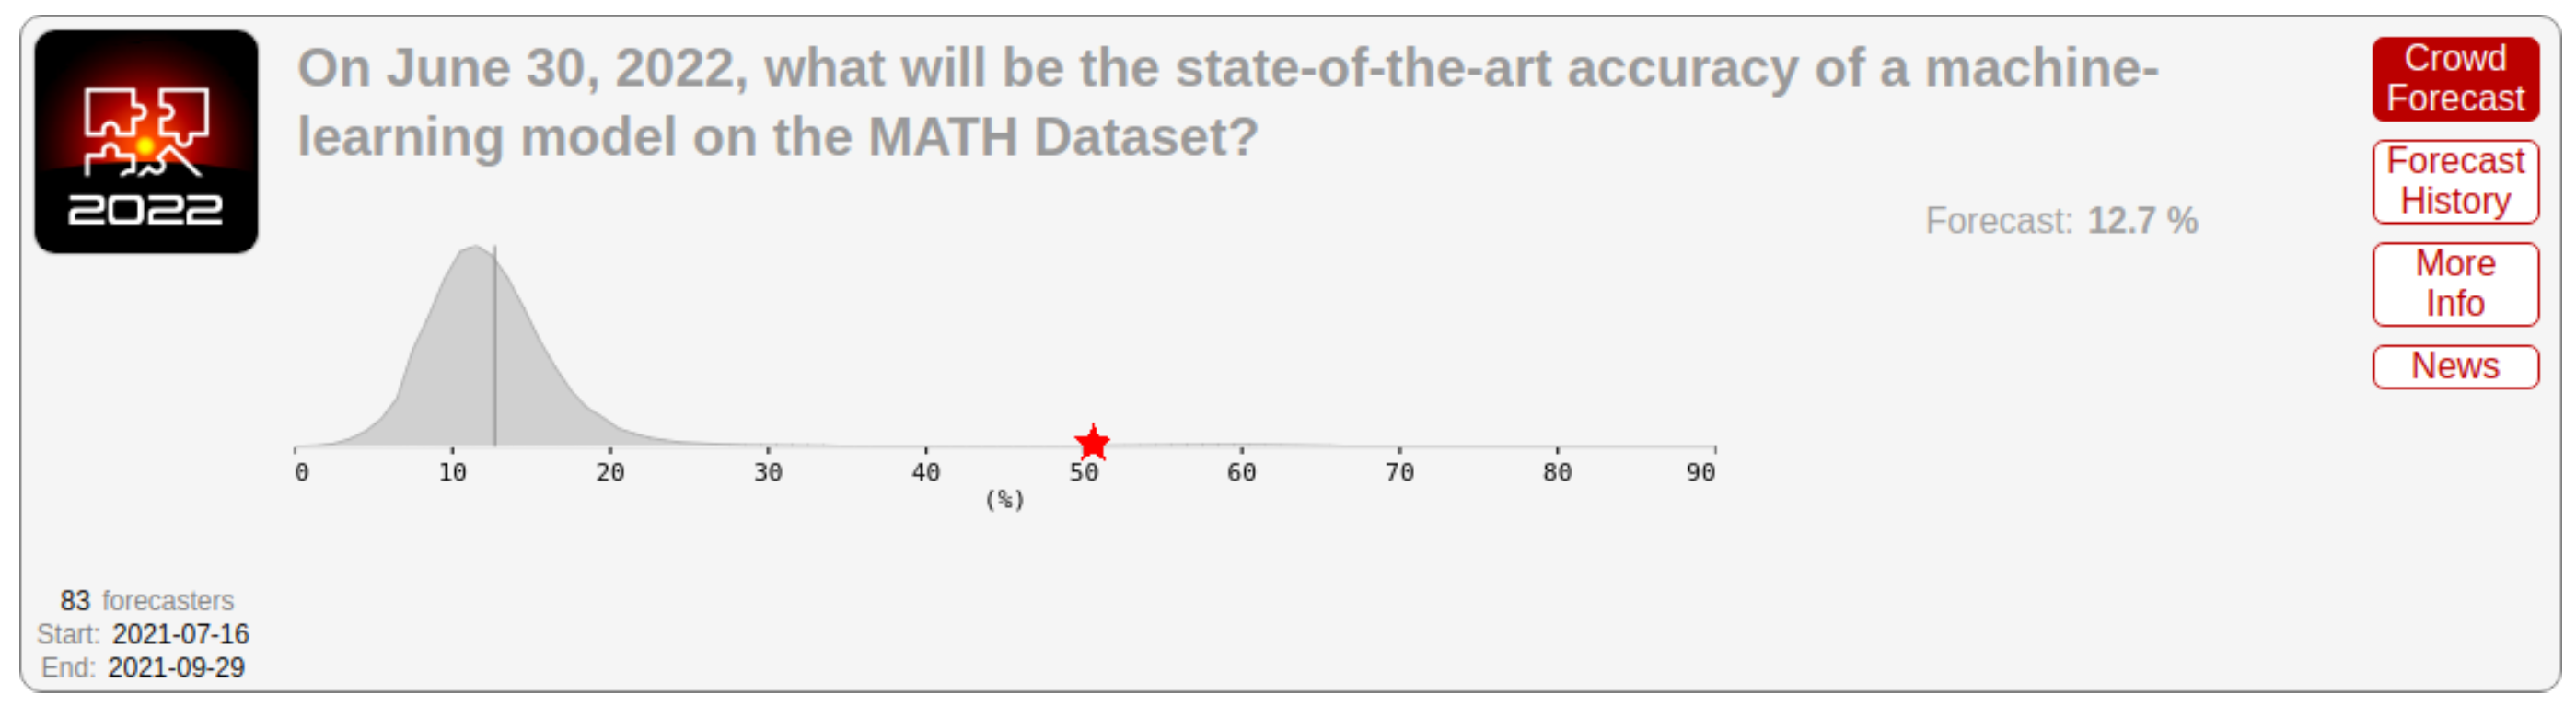 On June 30, 2022, what will be the state-of-the-art accuracy of a machine-
learning model on the MATH Dataset?
2022
Forecast: 12.7 %
Crowd
Forecast
Forecast
History
More
Info
News
0 10 20 30 40 50 60 70 80 90
(%)
83 forecasters
Start: 2021-07-16
End: 2021-09-29